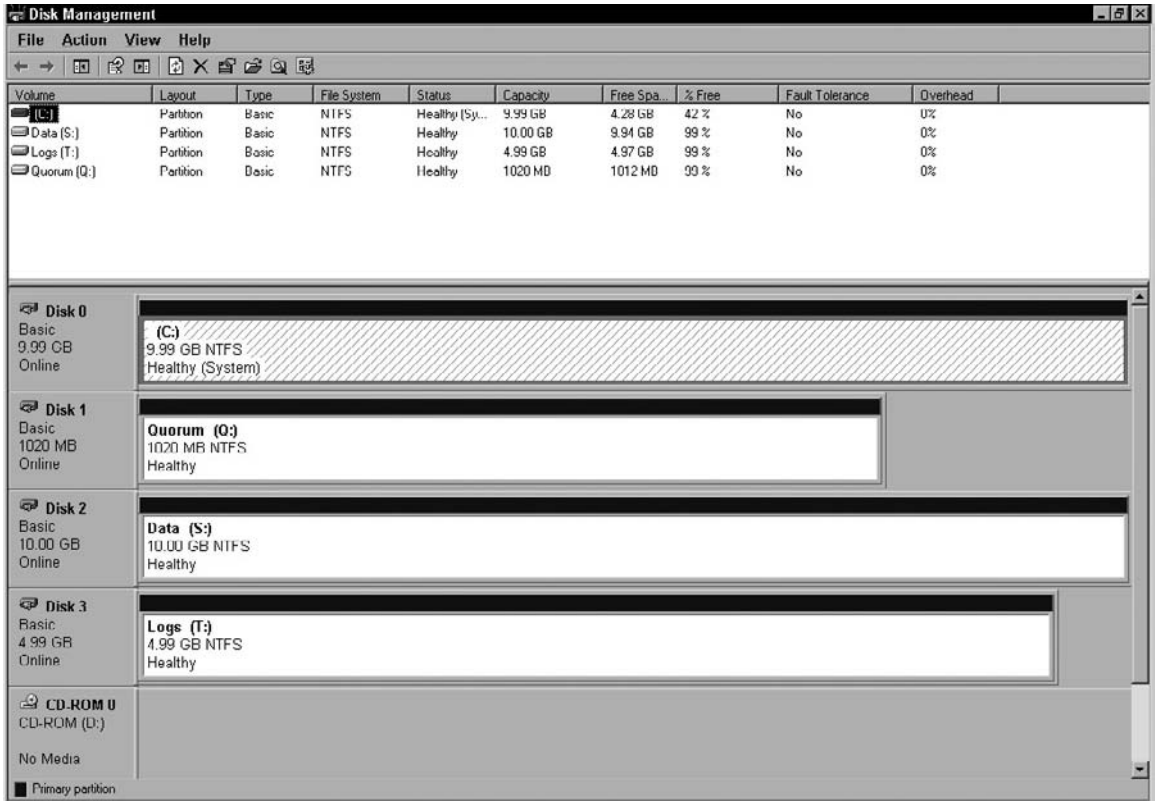 Disk Management
File Action View Help
Volume Layout Type File System Status Capacity Free Spa... % Free Fault Tolerance Overhead
(C:) Partition Basic NTFS Healthy (Sy... 9.99 GB 4.28 GB 42 % No 0%
Data (S:) Partition Basic NTFS Healthy 10.00 GB 9.94 GB 99 % No 0%
Logs (T:) Partition Basic NTFS Healthy 4.99 GB 4.97 GB 99 % No 0%
Quorum (Q:) Partition Basic NTFS Healthy 1020 MB 1012 MB 99 % No 0%
Disk 0
Basic
9.99 GB
Online
(C:)
9.99 GB NTFS
Healthy (System)
Disk 1
Basic
1020 MB
Online
Quorum (Q:)
1020 MB NTFS
Healthy
Disk 2
Basic
10.00 GB
Online
Data (S:)
10.00 GB NTFS
Healthy
Disk 3
Basic
4.99 GB
Online
Logs (T:)
4.99 GB NTFS
Healthy
CD-ROM 0
CD-ROM (D:)
No Media
Primary partition